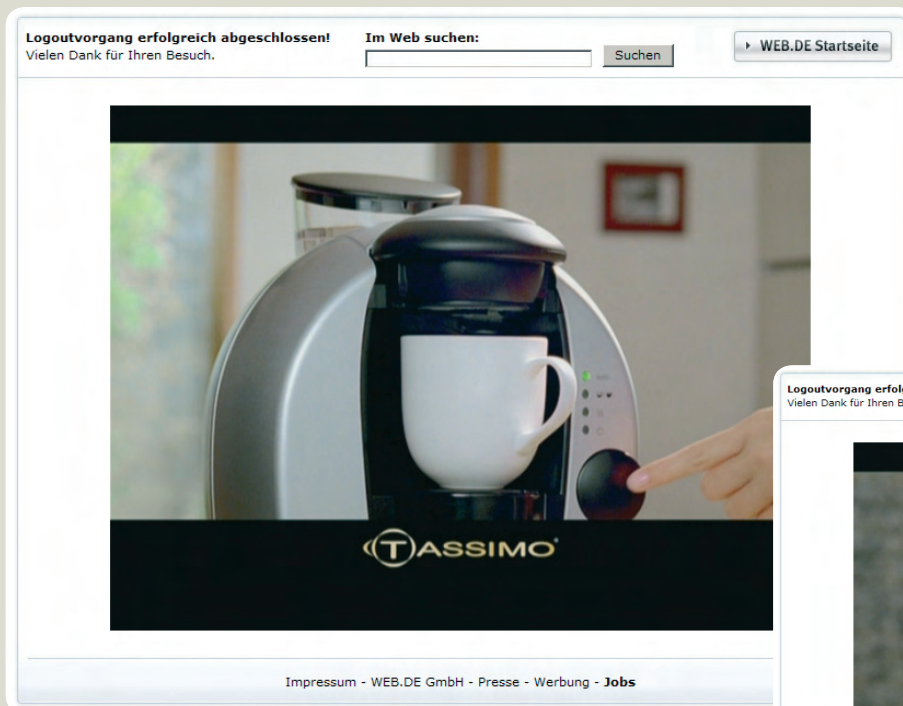 Logoutvorgang erfolgreich abgeschlossen!
Vielen Dank für Ihren Besuch.
Im Web suchen:
Suchen
WEB.DE Startseite
TASSIMO
Impressum - WEB.DE GmbH - Presse - Werbung - Jobs
Logoutvorgang erfol
Vielen Dank für Ihren B